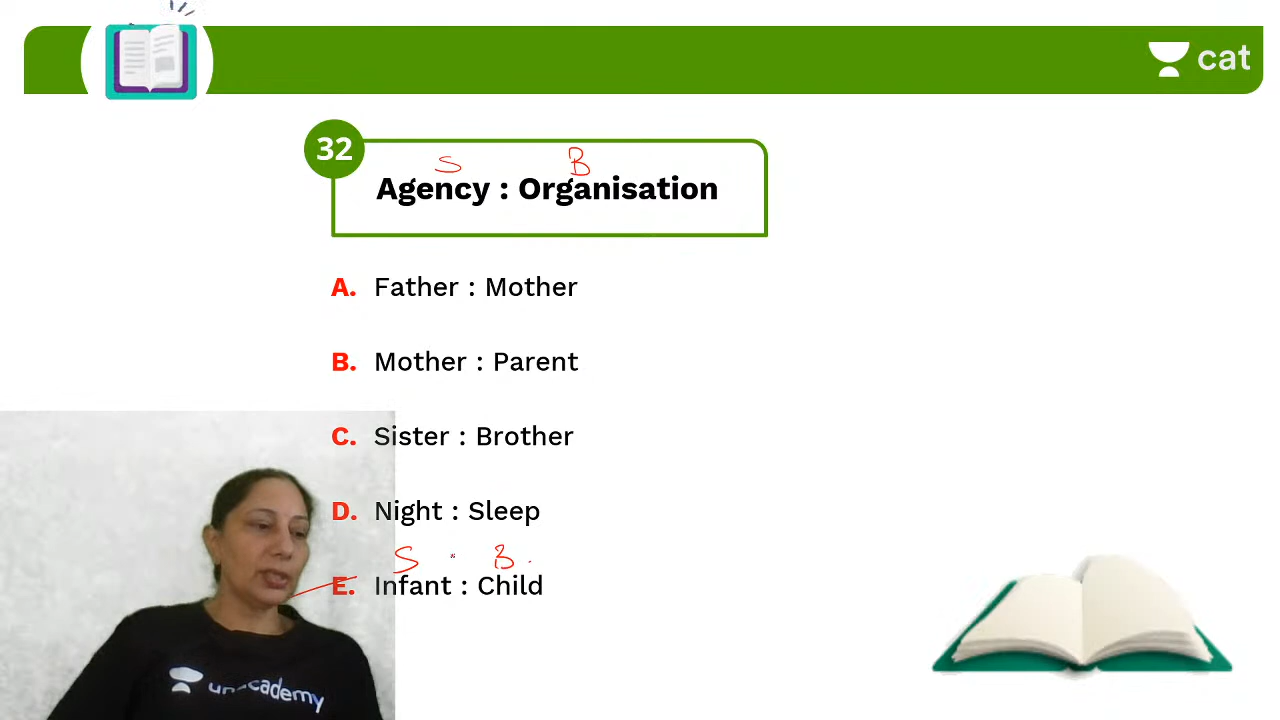 cat
32
S B
Agency : Organisation
A. Father : Mother
B. Mother : Parent
C. Sister : Brother
D. Night : Sleep
S : B .
E. Infant : Child
unacademy